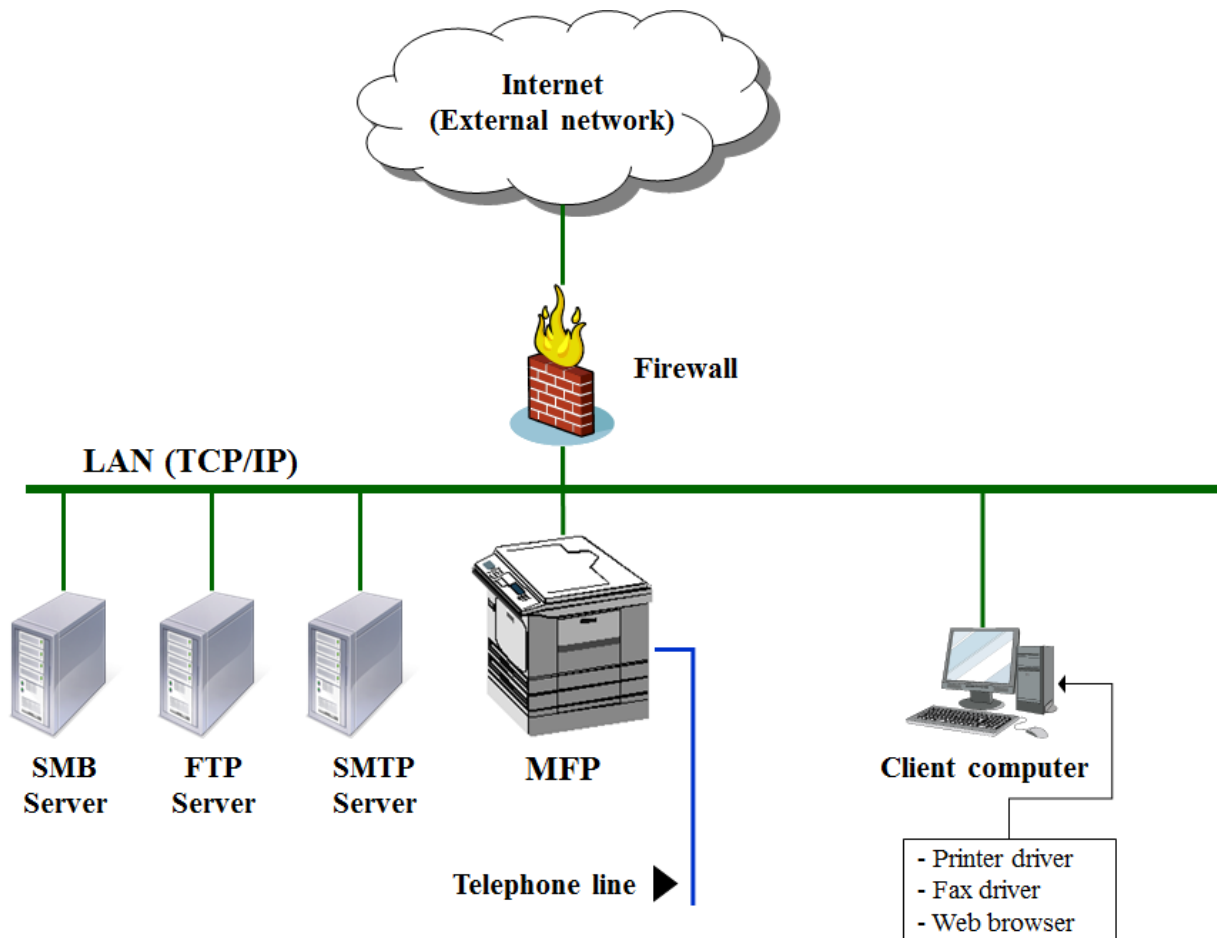 Internet
(External network)
Firewall
LAN (TCP/IP)
SMB
Server
FTP
Server
SMTP
Server
MFP
Client computer
Telephone line
- Printer driver
- Fax driver
- Web browser